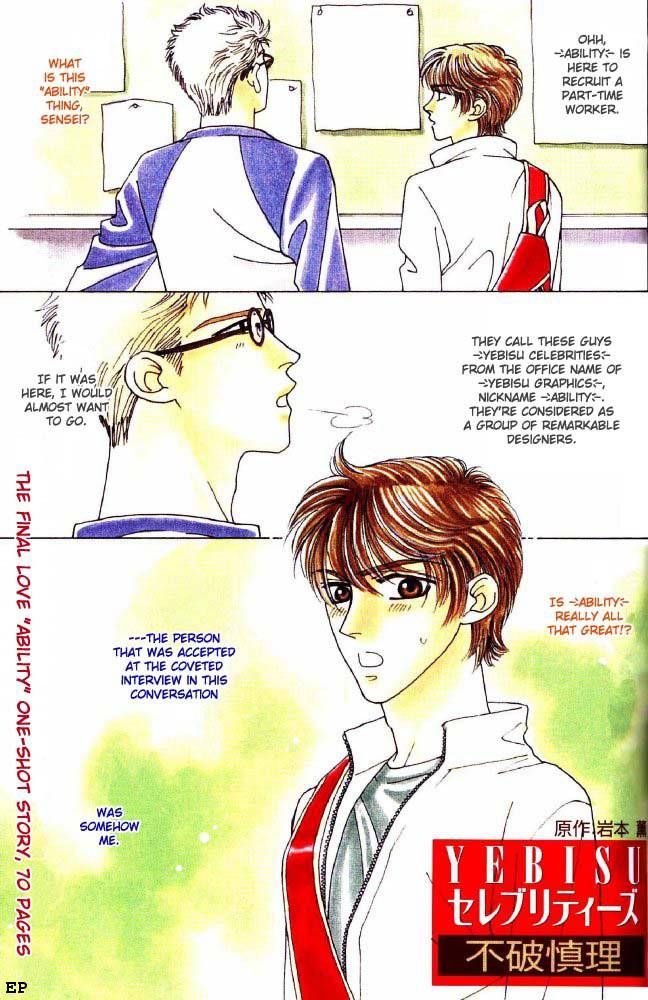 OHH,
-:·ABILITY:- IS
HERE TO
RECRUIT A
PART-TIME
WORKER.
WHAT
IS THIS
"ABILITY"
THING,
SENSEI?
THEY CALL THESE GUYS
-:·YEBISU CELEBRITIES:-
FROM THE OFFICE NAME OF
-:·YEBISU GRAPHICS:-,
NICKNAME -:·ABILITY:-.
THEY'RE CONSIDERED AS
A GROUP OF REMARKABLE
DESIGNERS.
IF IT WAS
HERE, I WOULD
ALMOST WANT
TO GO.
IS -:·ABILITY:-
REALLY ALL
THAT GREAT!?
---THE PERSON
THAT WAS ACCEPTED
AT THE COVETED
INTERVIEW IN THIS
CONVERSATION
WAS
SOMEHOW
ME.
THE FINAL LOVE "ABILITY" ONE-SHOT STORY, 70 PAGES
原作.岩本 薫
YEBISU
セレブリティーズ
不破慎理
EP